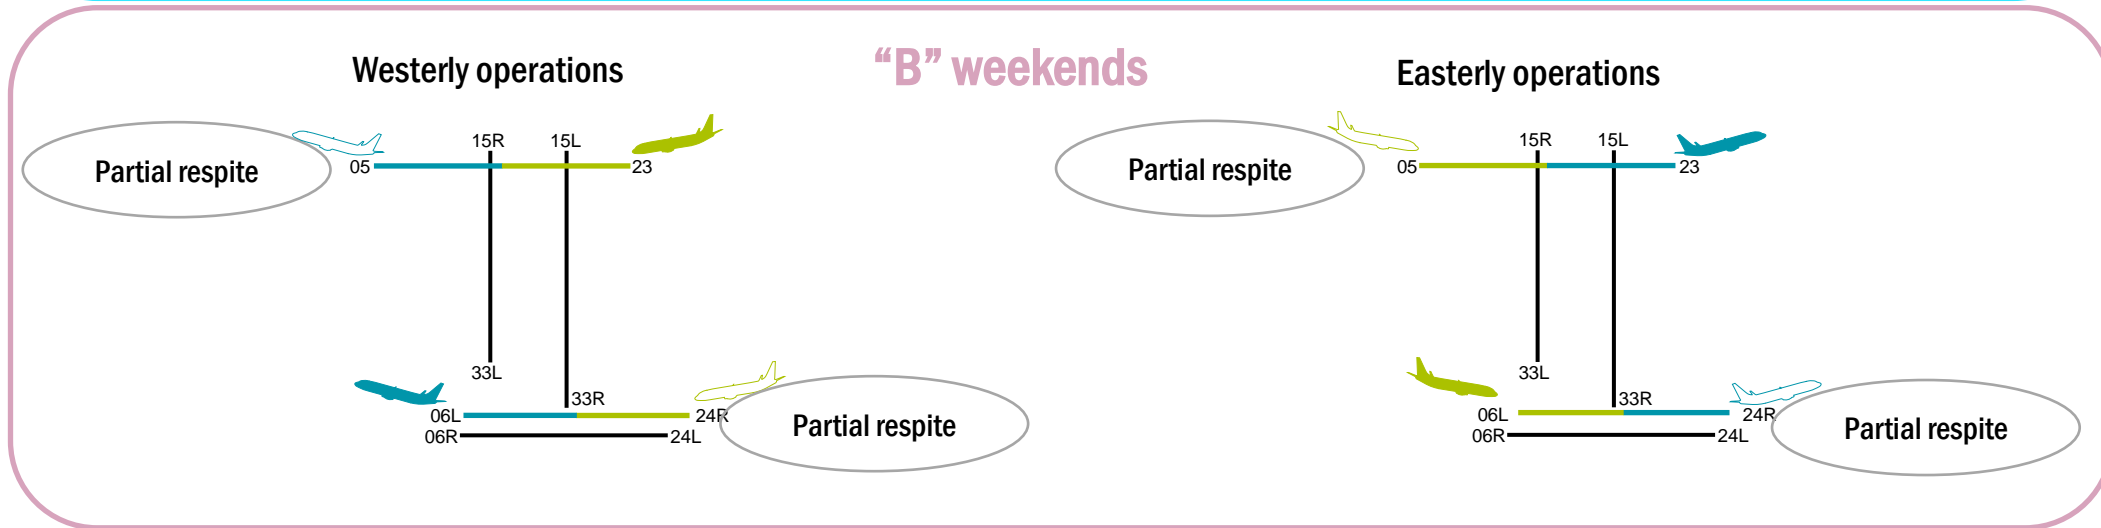 “B” weekends
Westerly operations
Partial respite
05
15R
15L
23
33L
33R
06L
24R
06R
24L
Partial respite
Easterly operations
Partial respite
05
15R
15L
23
33L
33R
06L
24R
06R
24L
Partial respite